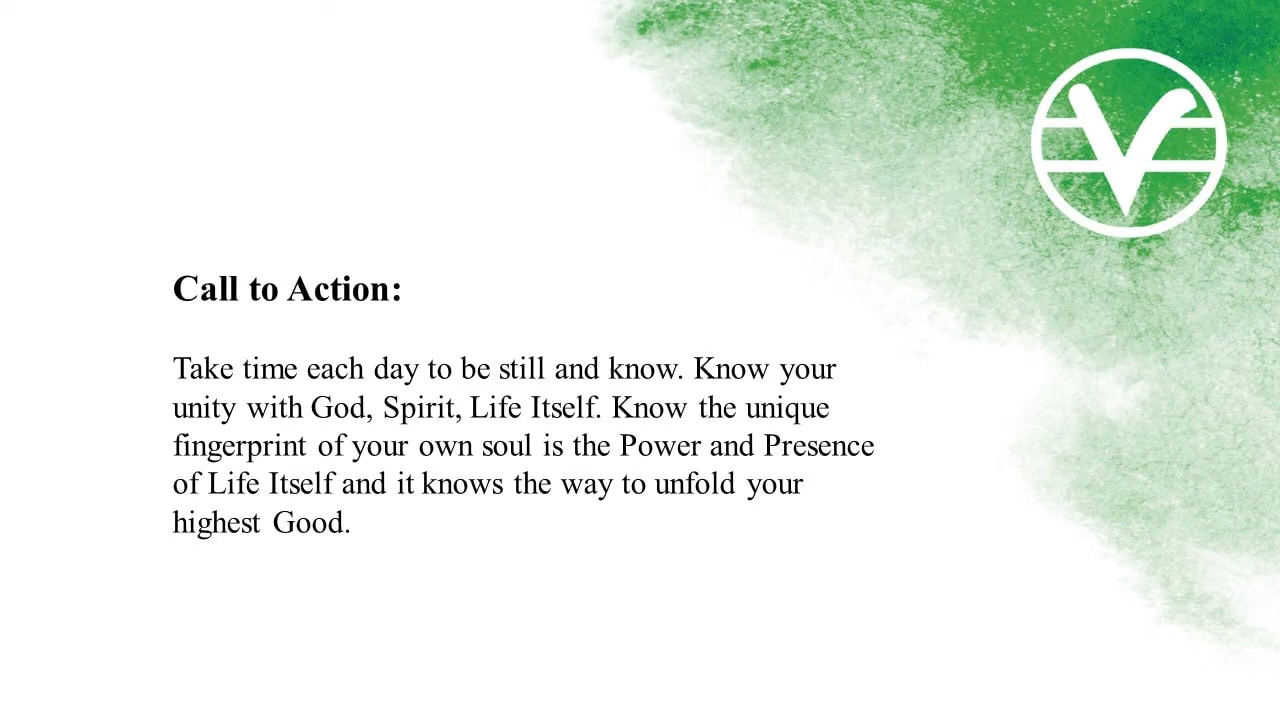 Call to Action:
Take time each day to be still and know. Know your
unity with God, Spirit, Life Itself. Know the unique
fingerprint of your own soul is the Power and Presence
of Life Itself and it knows the way to unfold your
highest Good.